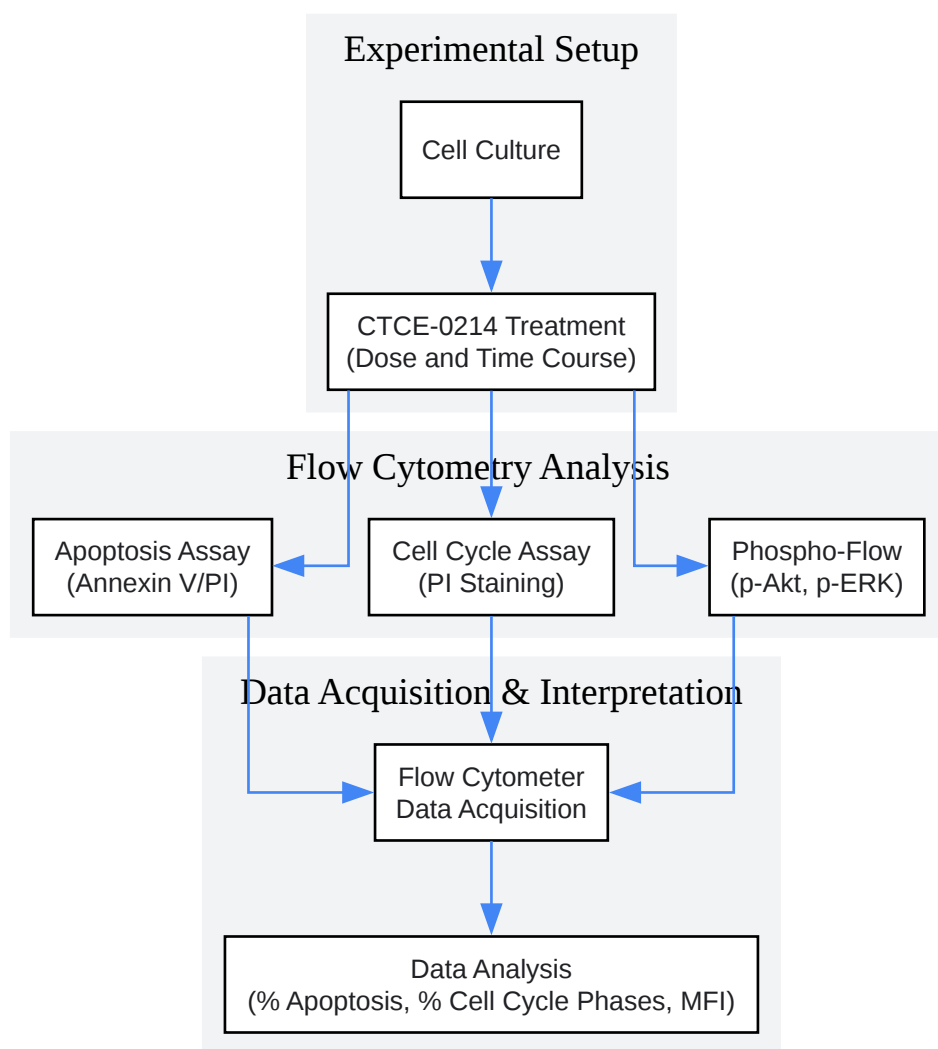 Experimental Setup
Cell Culture
CTCE-0214 Treatment
(Dose and Time Course)
Flow Cytometry Analysis
Apoptosis Assay
(Annexin V/PI)
Cell Cycle Assay
(PI Staining)
Phospho-Flow
(p-Akt, p-ERK)
Data Acquisition & Interpretation
Flow Cytometer
Data Acquisition
Data Analysis
(% Apoptosis, % Cell Cycle Phases, MFI)